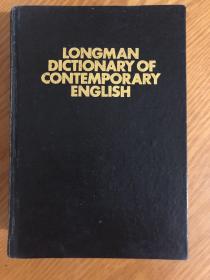 LONGMAN
DICTIONARY OF
CONTEMPORARY
ENGLISH